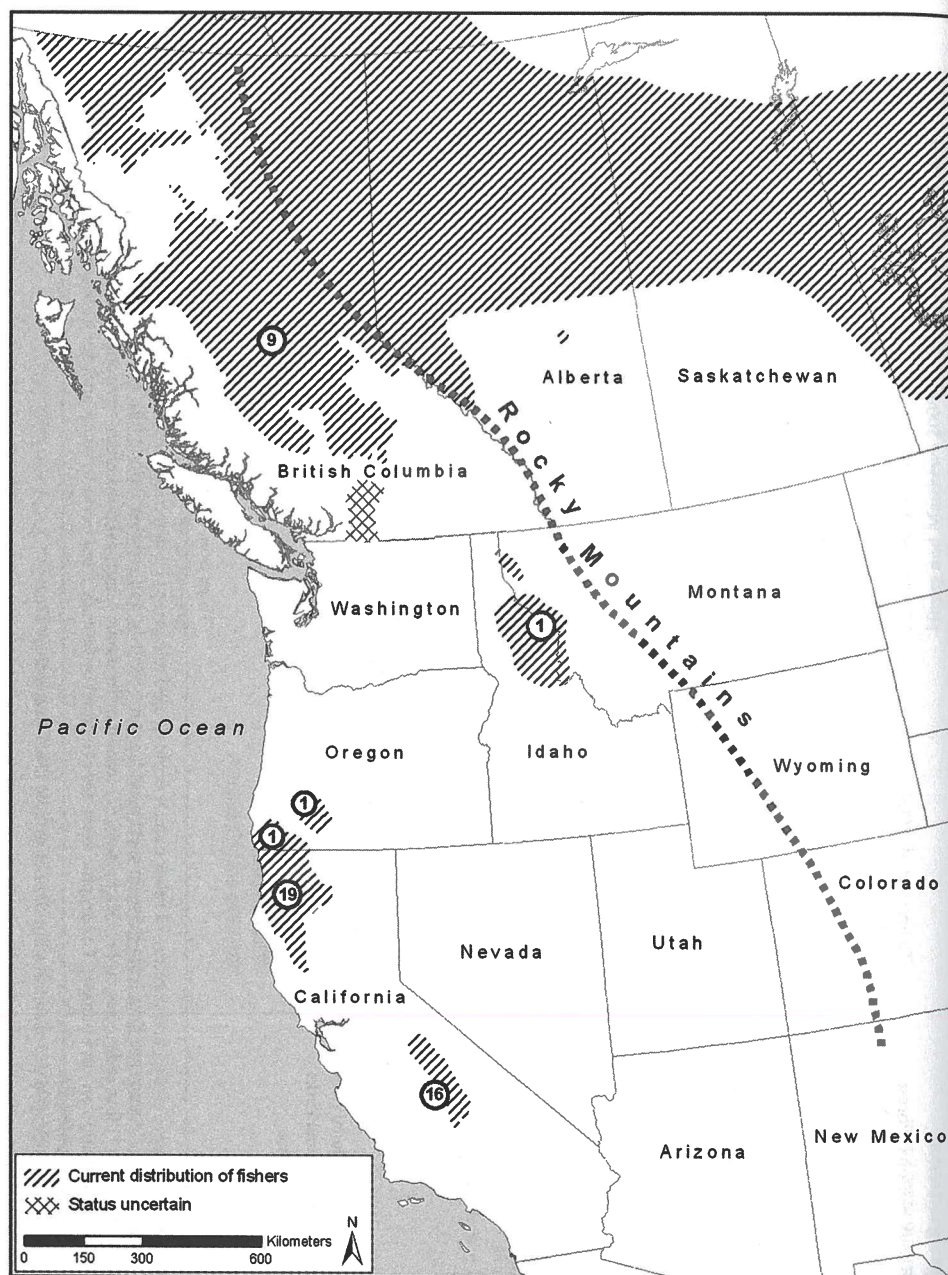 9
Alberta
Saskatchewan
Rocky Mountains
British Columbia
Montana
Washington
1
Pacific Ocean
Oregon
Idaho
Wyoming
1
1
19
Colorado
Nevada
Utah
California
16
New Mexico
Arizona
Current distribution of fishers
Status uncertain
N
Kilometers
0 150 300 600